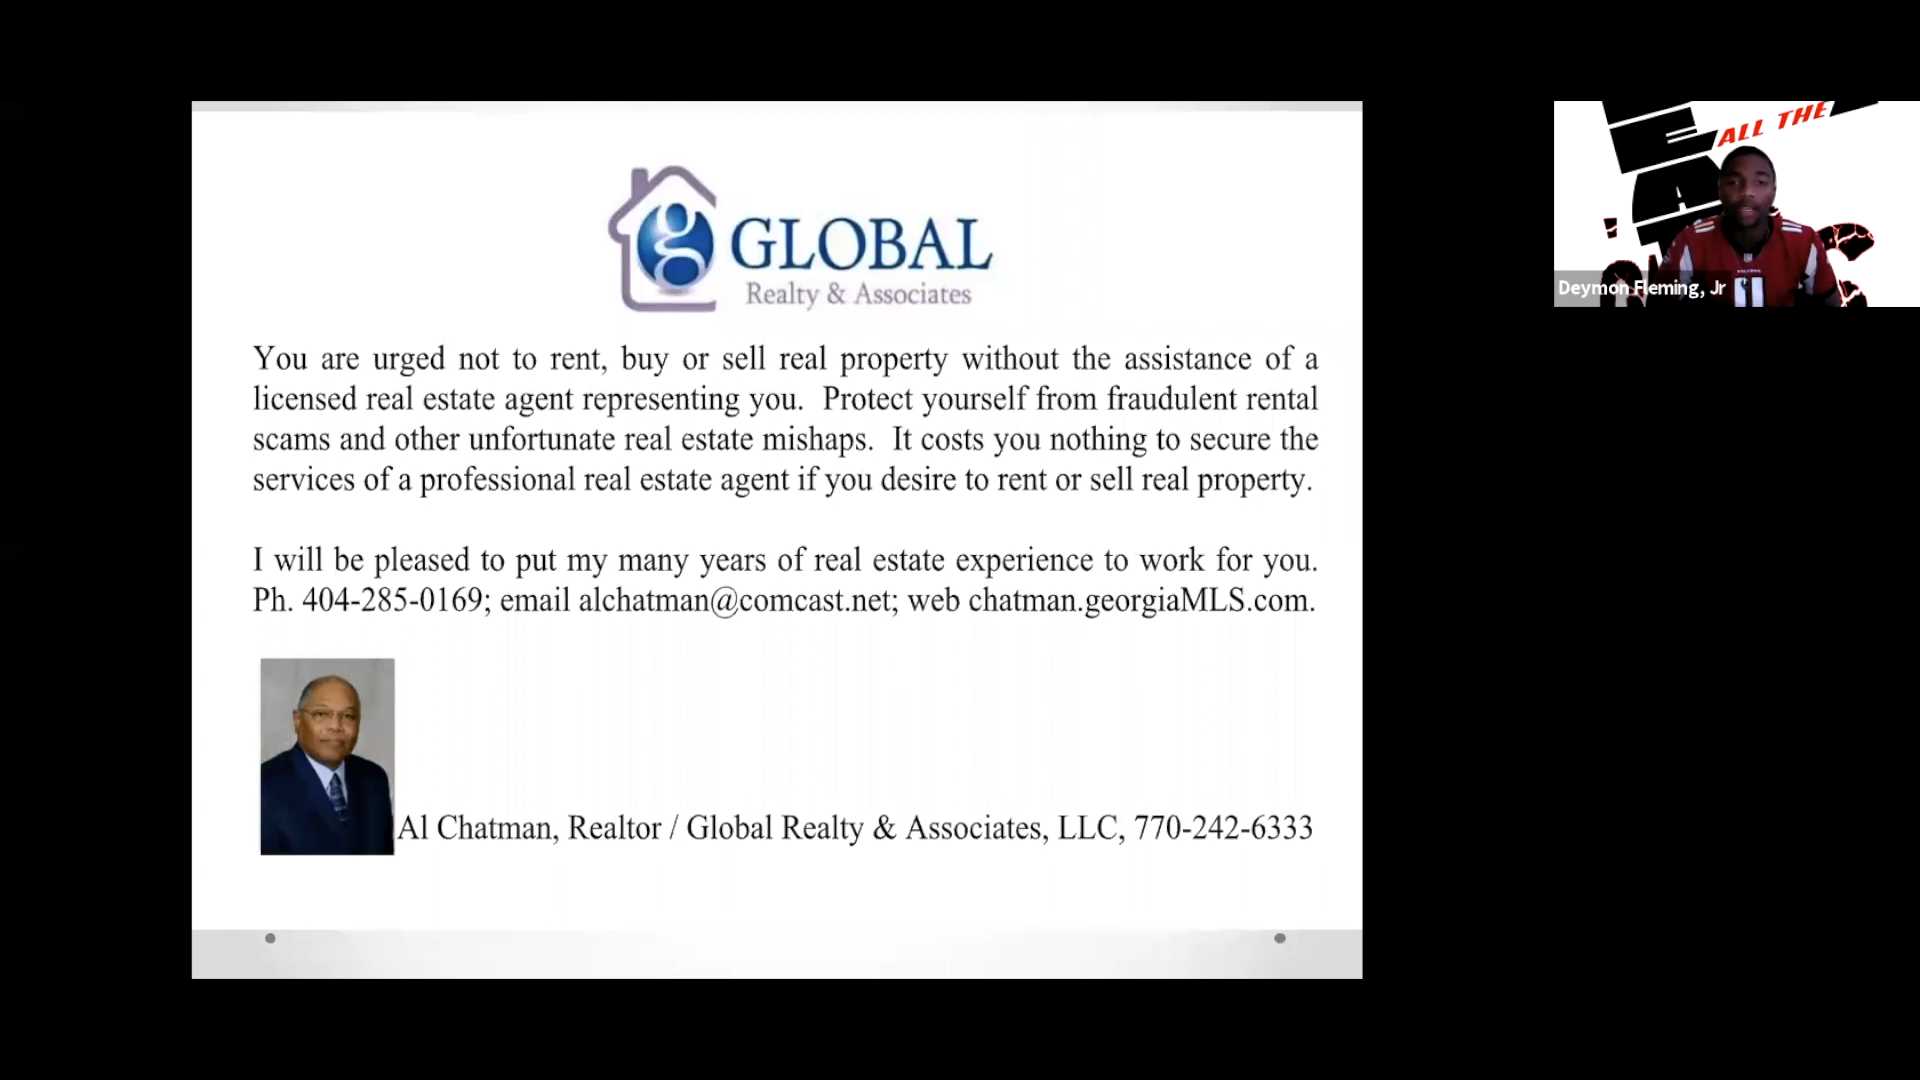 GLOBAL
Realty & Associates
You are urged not to rent, buy or sell real property without the assistance of a
licensed real estate agent representing you. Protect yourself from fraudulent rental
scams and other unfortunate real estate mishaps. It costs you nothing to secure the
services of a professional real estate agent if you desire to rent or sell real property.
I will be pleased to put my many years of real estate experience to work for you.
Ph. 404-285-0169; email alchatman@comcast.net; web chatman.georgiaMLS.com.
Al Chatman, Realtor / Global Realty & Associates, LLC, 770-242-6333
ALL THE
Deymon Fleming, Jr
11